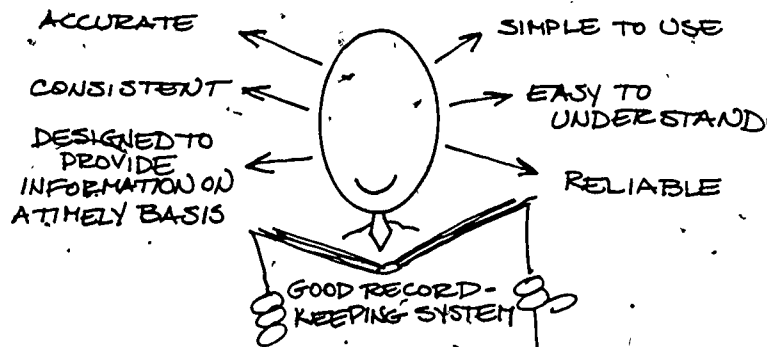 ACCURATE
CONSISTENT
DESIGNED TO
PROVIDE
INFORMATION ON
A TIMELY BASIS
SIMPLE TO USE
EASY TO
UNDERSTAND
RELIABLE
GOOD RECORD-
KEEPING SYSTEM